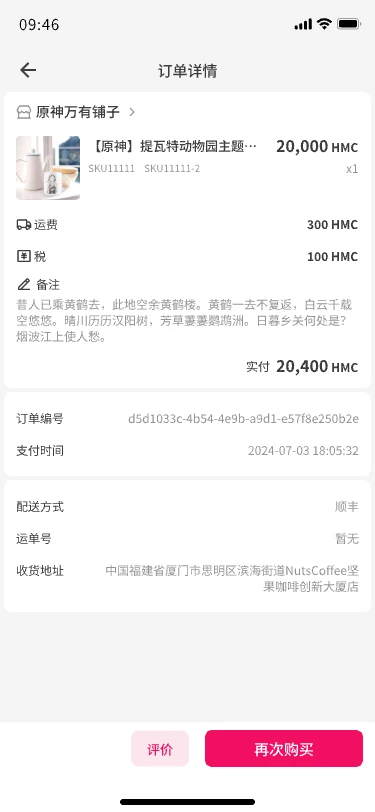 09:46
订单详情
原神万有铺子
【原神】提瓦特动物园主题… 20,000 HMC
SKU11111 SKU11111-2 x1
运费 300 HMC
税 100 HMC
备注
昔人已乘黄鹤去，此地空余黄鹤楼。黄鹤一去不复返，白云千载
空悠悠。晴川历历汉阳树，芳草萋萋鹦鹉洲。日暮乡关何处是？
烟波江上使人愁。
实付 20,400 HMC
订单编号 d5d1033c-4b54-4e9b-a9d1-e57f8e250b2e
支付时间 2024-07-03 18:05:32
配送方式 顺丰
运单号 暂无
收货地址 中国福建省厦门市思明区滨海街道NutsCoffee坚
果咖啡创新大厦店
评价 再次购买